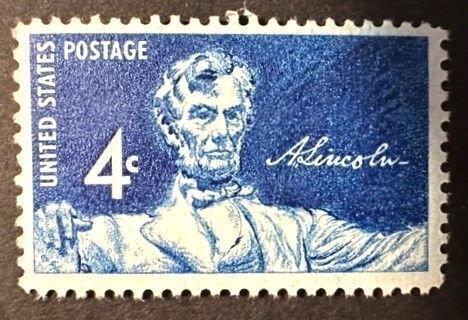 UNITED STATES POSTAGE
4c
A. Lincoln